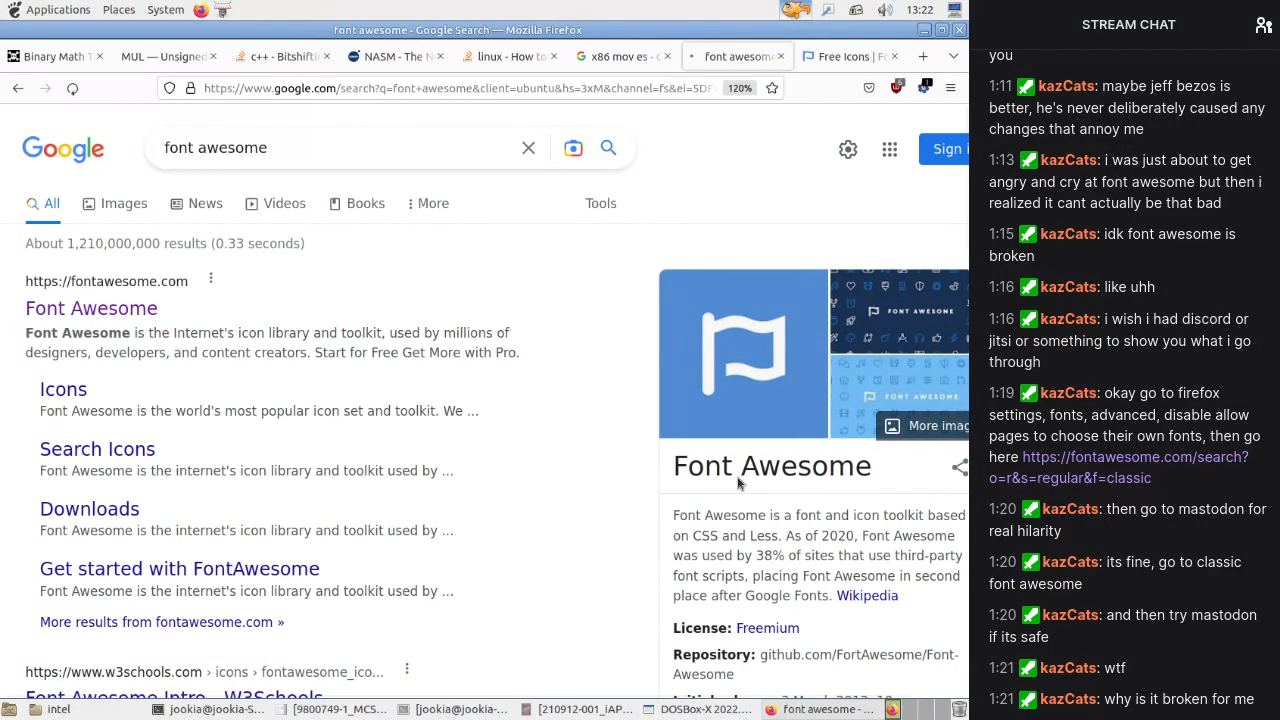 Applications Places System 13:22
font awesome - Google Search — Mozilla Firefox
Binary Math T MUL — Unsigned c++ - Bitshiftin NASM - The N linux - How to x86 mov es - G font awesome Free Icons | Fo
https://www.google.com/search?q=font+awesome&client=ubuntu&hs=3xM&channel=fs&ei=5DF 120%
Google font awesome Sign i
All Images News Videos Books More Tools
About 1,210,000,000 results (0.33 seconds)
https://fontawesome.com
Font Awesome
Font Awesome is the Internet's icon library and toolkit, used by millions of
designers, developers, and content creators. Start for Free Get More with Pro.
Icons
Font Awesome is the world's most popular icon set and toolkit. We ...
Search Icons
Font Awesome is the internet's icon library and toolkit used by ...
Downloads
Font Awesome is the internet's icon library and toolkit used by ...
Get started with FontAwesome
Font Awesome is the internet's icon library and toolkit used by ...
More results from fontawesome.com »
https://www.w3schools.com › icons › fontawesome_ico...
Font Awesome Intro - W3Schools
FONT AWESOME
FONT AWESOME
More imag
Font Awesome
Font Awesome is a font and icon toolkit based
on CSS and Less. As of 2020, Font Awesome
was used by 38% of sites that use third-party
font scripts, placing Font Awesome in second
place after Google Fonts. Wikipedia
License: Freemium
Repository: github.com/FortAwesome/Font-
Awesome
intel jookia@jookia-S... [980619-1_MCS... [jookia@jookia-... [210912-001_iAP... DOSBox-X 2022.... font awesome - ...
STREAM CHAT
you
1:11 kazCats: maybe jeff bezos is
better, he's never deliberately caused any
changes that annoy me
1:13 kazCats: i was just about to get
angry and cry at font awesome but then i
realized it cant actually be that bad
1:15 kazCats: idk font awesome is
broken
1:16 kazCats: like uhh
1:16 kazCats: i wish i had discord or
jitsi or something to show you what i go
through
1:19 kazCats: okay go to firefox
settings, fonts, advanced, disable allow
pages to choose their own fonts, then go
here https://fontawesome.com/search?
o=r&s=regular&f=classic
1:20 kazCats: then go to mastodon for
real hilarity
1:20 kazCats: its fine, go to classic
font awesome
1:20 kazCats: and then try mastodon
if its safe
1:21 kazCats: wtf
1:21 kazCats: why is it broken for me